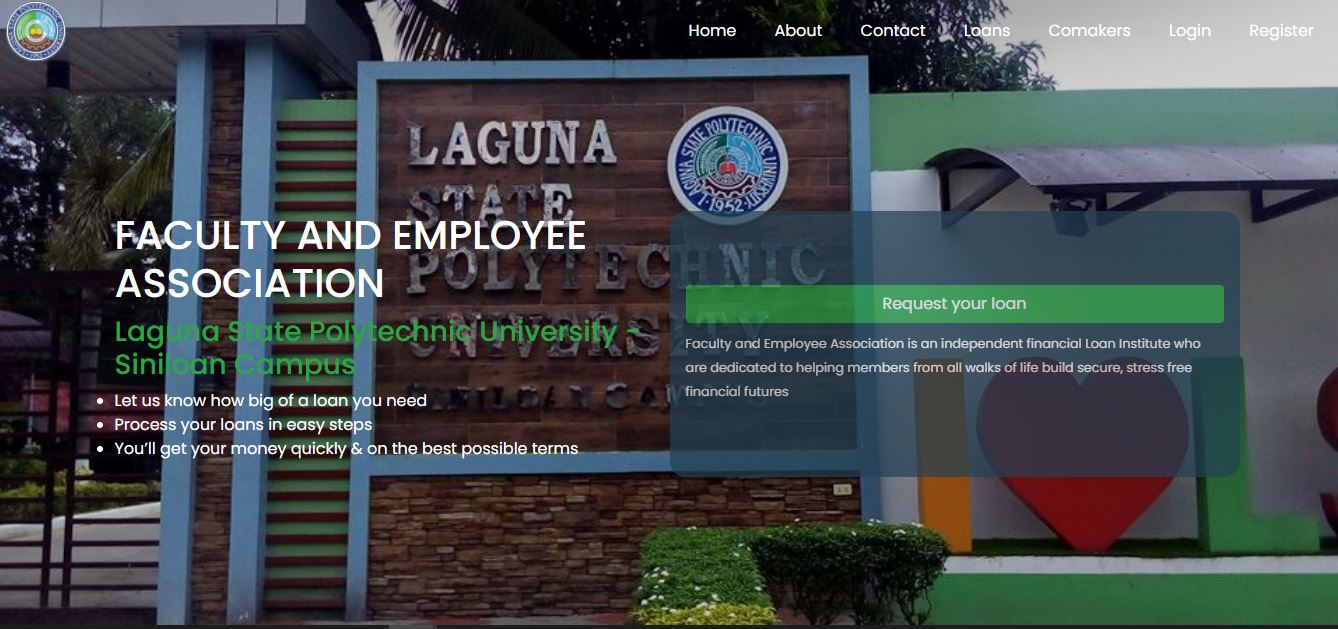 Home About Contact Loans Comakers Login Register
LAGUNA
STATE
POLYTECHNIC
UNIVERSITY
SINILOAN CAMPUS
LAGUNA STATE POLYTECHNIC UNIVERSITY
1952
FACULTY AND EMPLOYEE
ASSOCIATION
Laguna State Polytechnic University -
Siniloan Campus
Let us know how big of a loan you need
Process your loans in easy steps
You’ll get your money quickly & on the best possible terms
Request your loan
Faculty and Employee Association is an independent financial Loan Institute who
are dedicated to helping members from all walks of life build secure, stress free
financial futures
I L